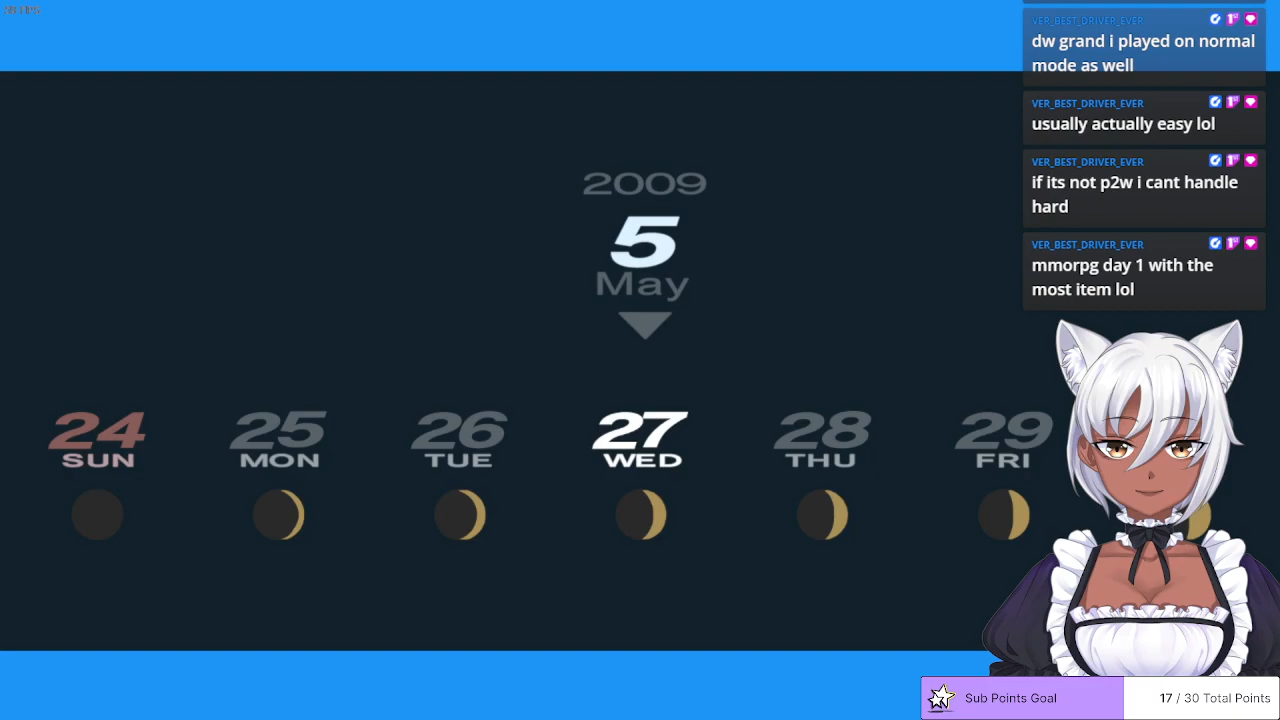 2009
5
May
24 25 26 27 28 29
SUN MON TUE WED THU FRI
VER_BEST_DRIVER_EVER
dw grand i played on normal
mode as well
VER_BEST_DRIVER_EVER
usually actually easy lol
VER_BEST_DRIVER_EVER
if its not p2w i cant handle
hard
VER_BEST_DRIVER_EVER
mmorpg day 1 with the
most item lol
Sub Points Goal 17 / 30 Total Points